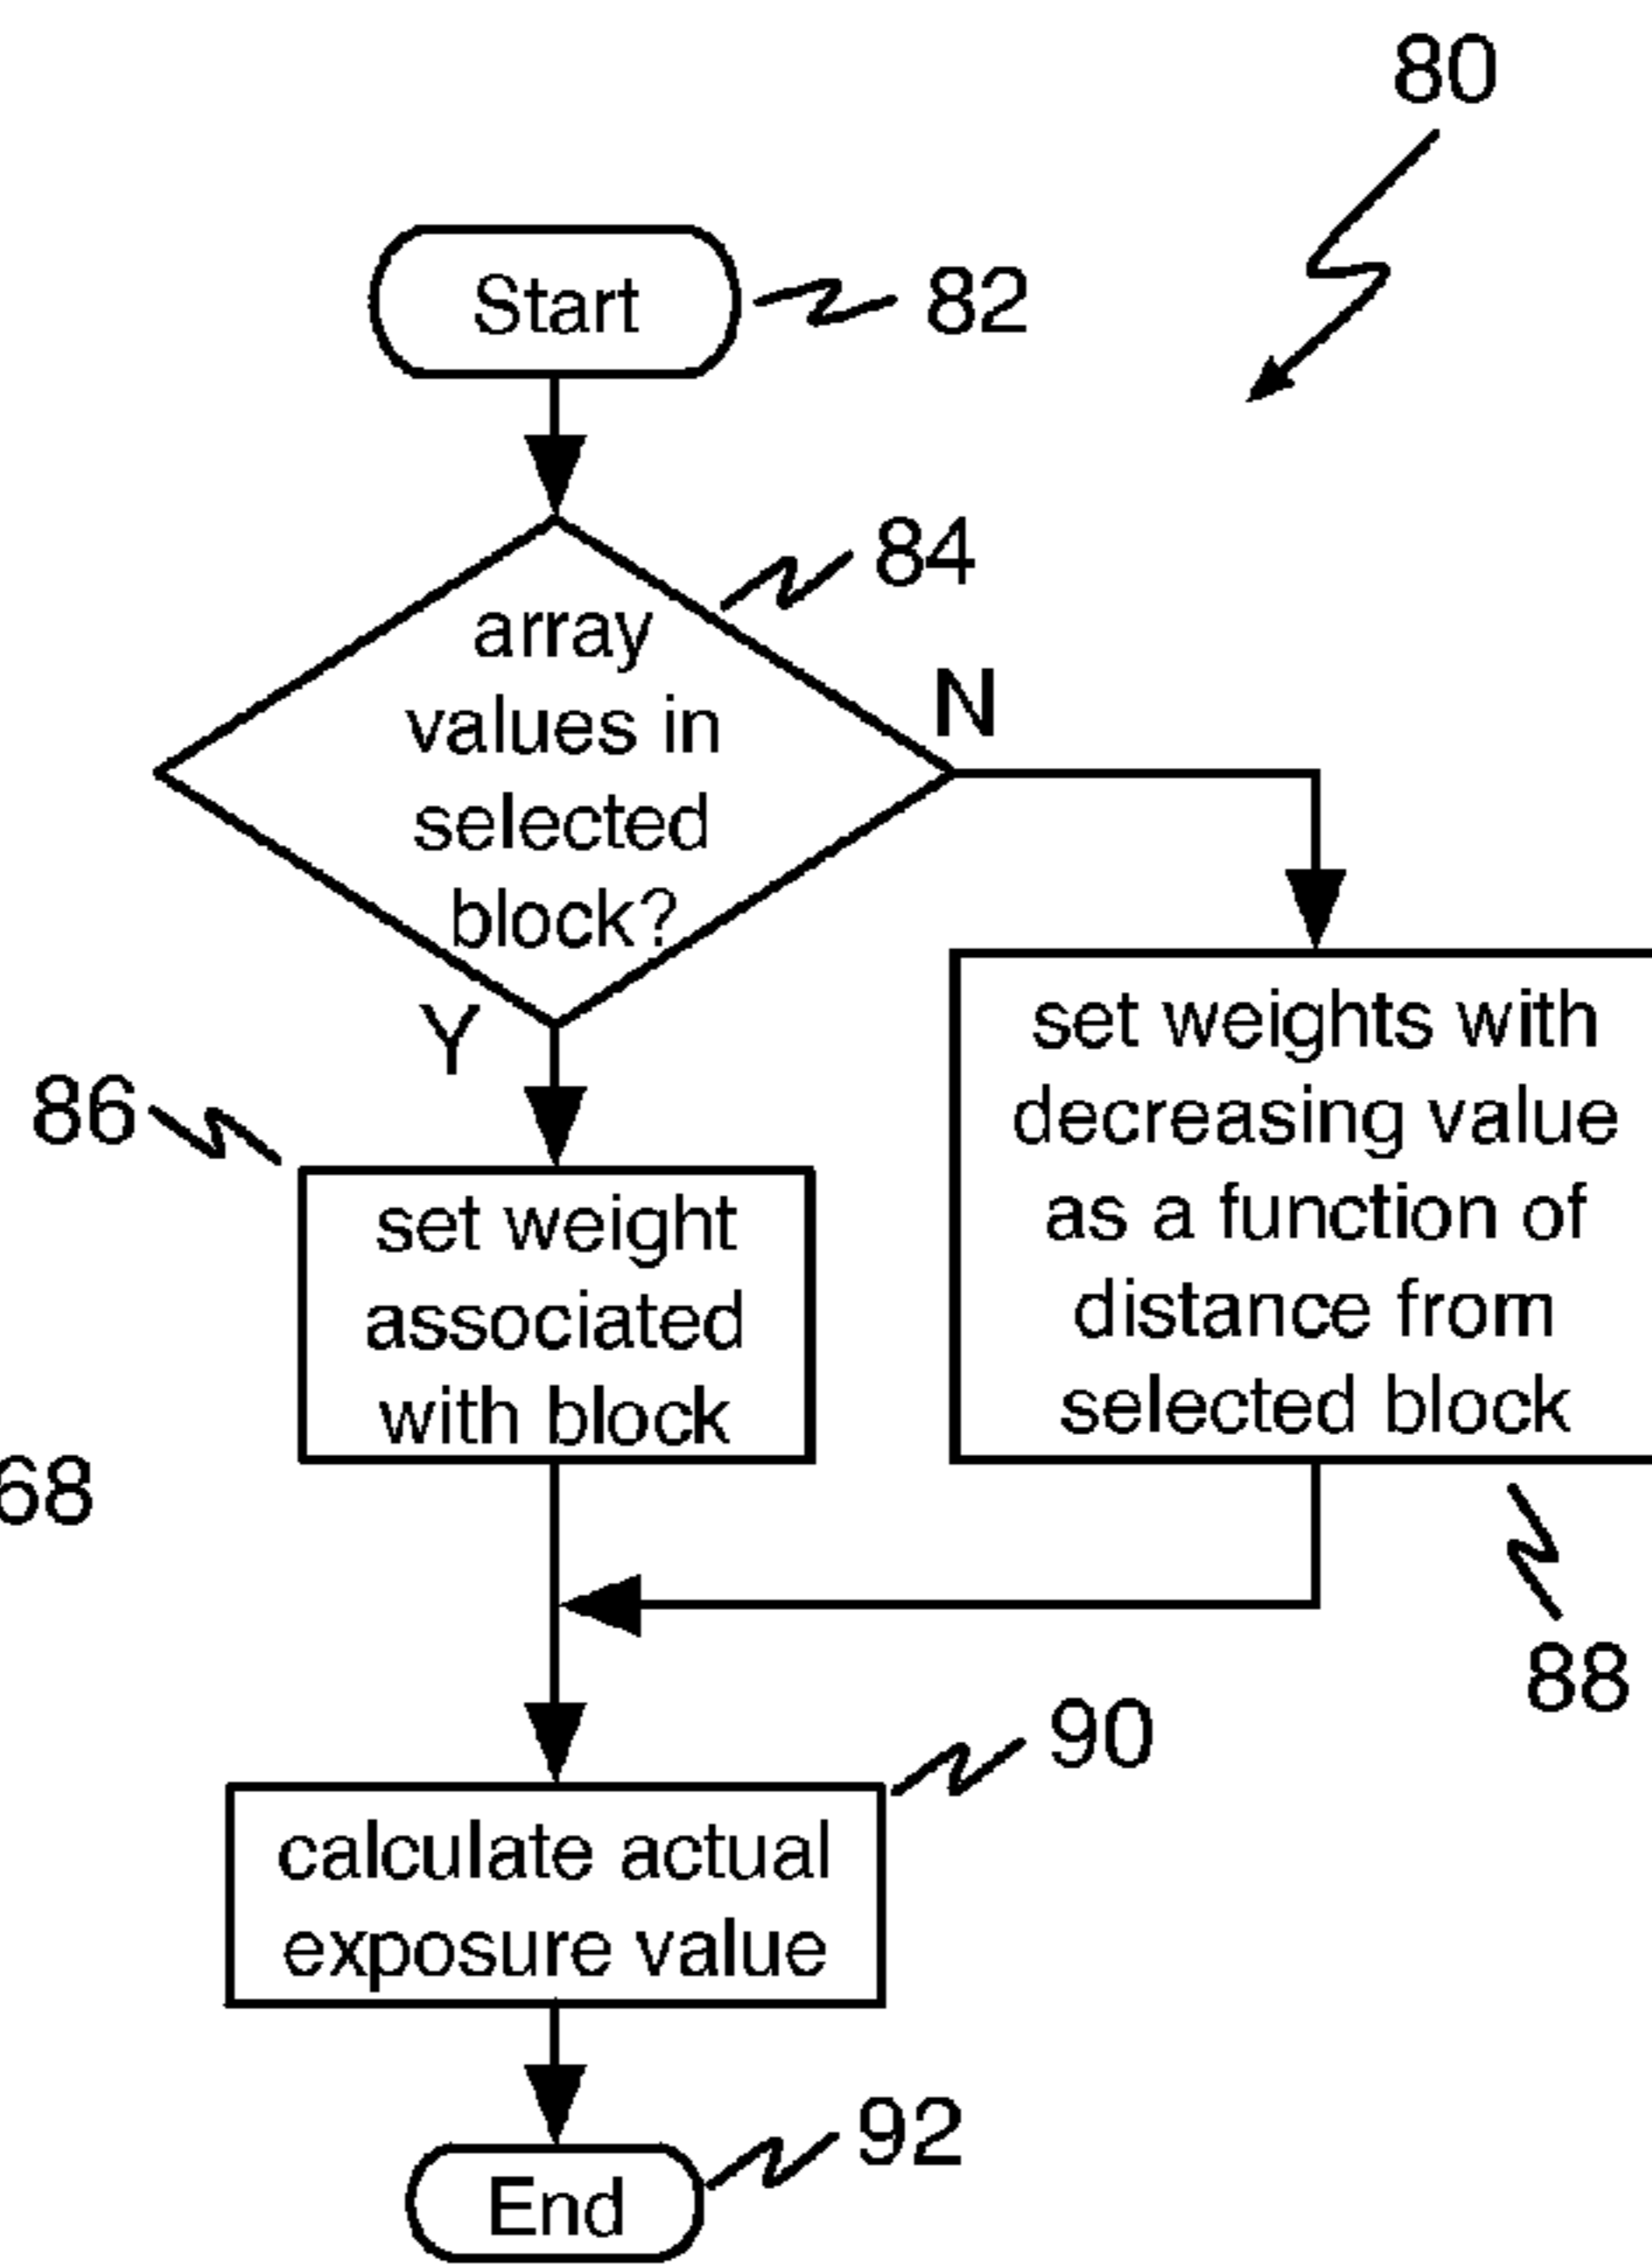 80
Start
82
84
array
values in
selected
block?
N
Y
86
set weight
associated
with block
set weights with
decreasing value
as a function of
distance from
selected block
68
88
90
calculate actual
exposure value
92
End